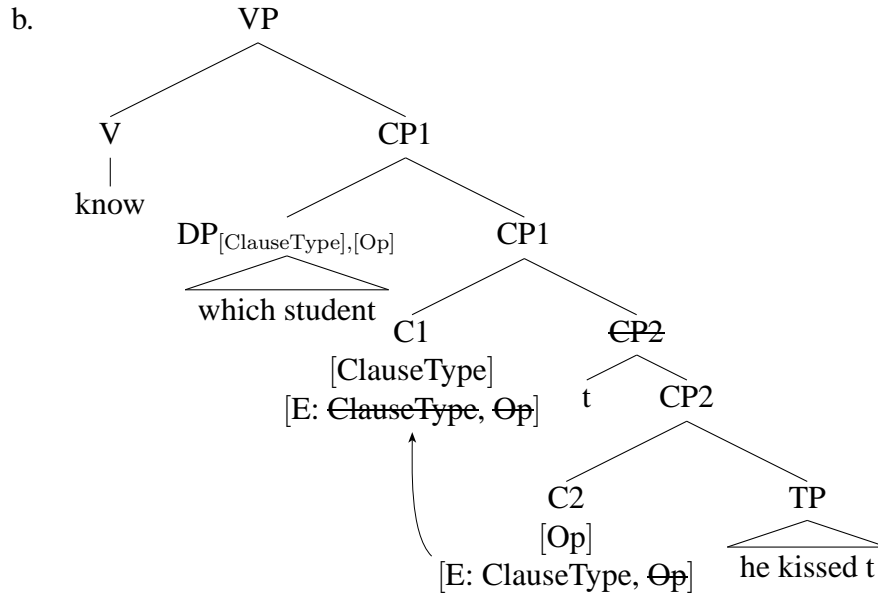 b.
VP
V
CP1
know
DP[ClauseType],[Op]
CP1
which student
C1
CP2
[ClauseType]
t
CP2
[E: ClauseType, Op]
C2
TP
[Op]
he kissed t
[E: ClauseType, Op]